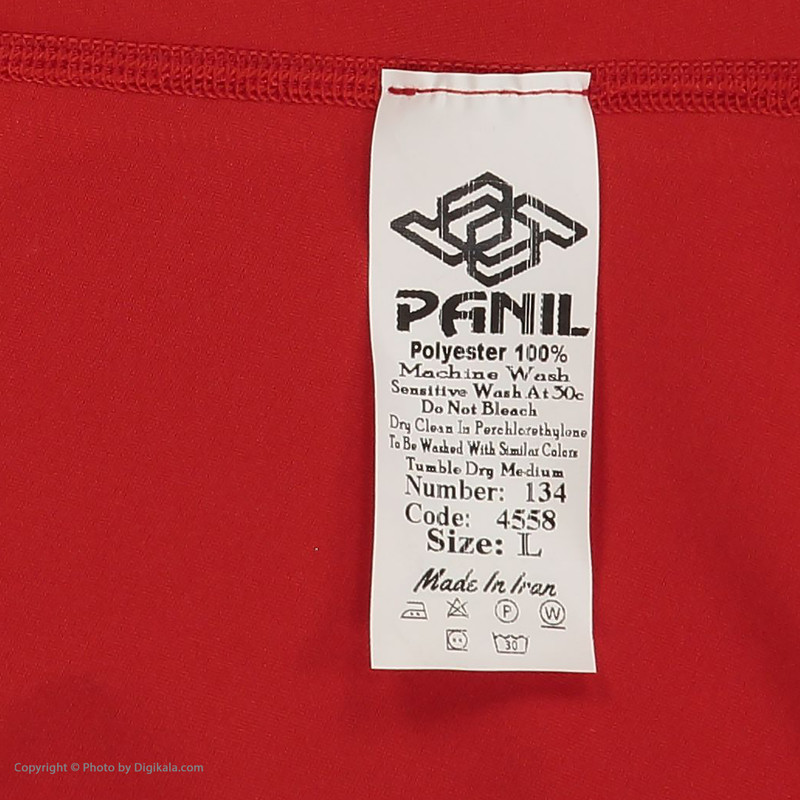 PANIL
Polyester 100%
Machine Wash
Sensitive Wash At 30c
Do Not Bleach
Dry Clean In Perchlorethylone
To Be Washed With Similar Colors
Tumble Dry Medium
Number: 134
Code: 4558
Size: L
Made In Iran
P W
30
Copyright © Photo by Digikala.com